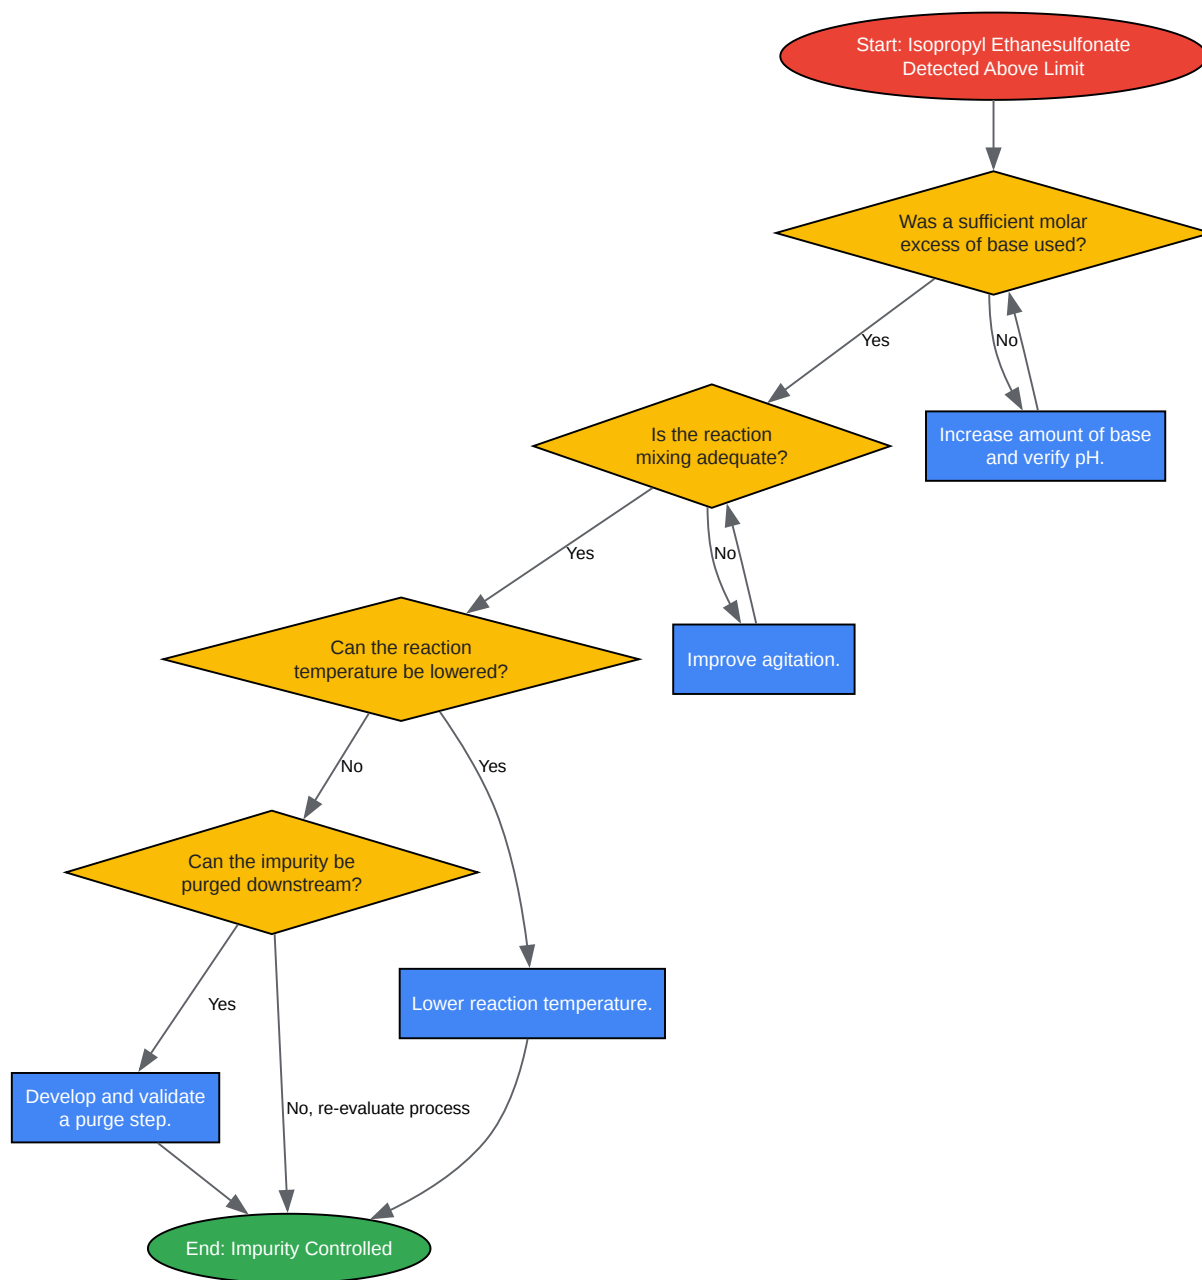 Start: Isopropyl Ethanesulfonate
Detected Above Limit
Was a sufficient molar
excess of base used?
Yes
No
Increase amount of base
and verify pH.
Is the reaction
mixing adequate?
Yes
No
Improve agitation.
Can the reaction
temperature be lowered?
No
Yes
Can the impurity be
purged downstream?
Yes
Lower reaction temperature.
Develop and validate
a purge step.
No, re-evaluate process
End: Impurity Controlled